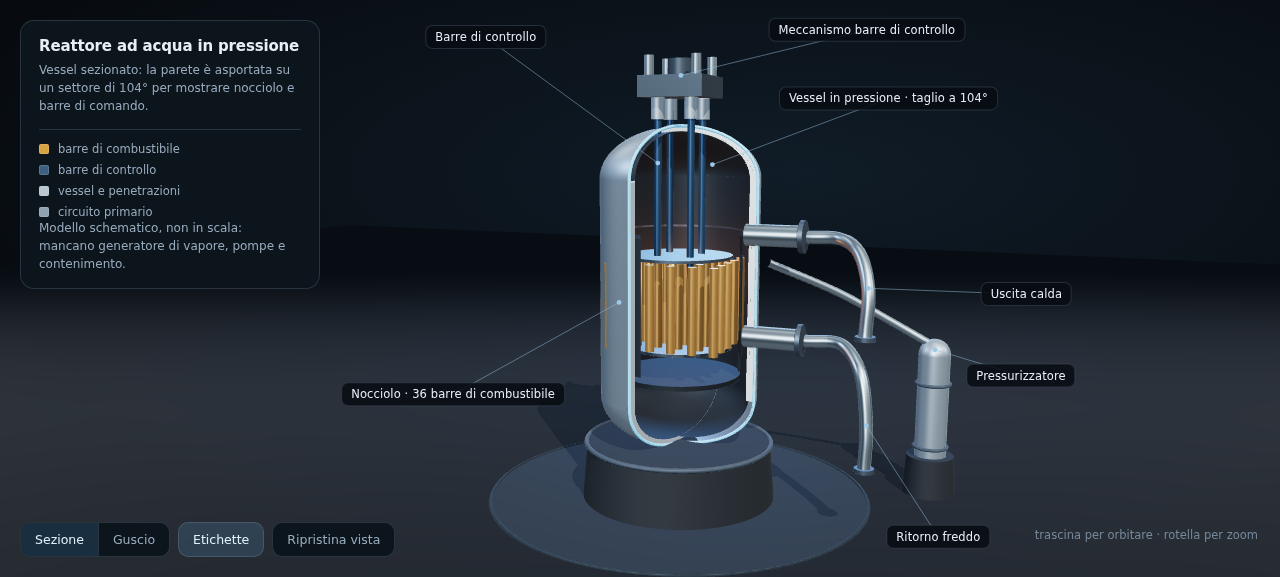 Reattore ad acqua in pressione
Vessel sezionato: la parete è asportata su
un settore di 104° per mostrare nocciolo e
barre di comando.
barre di combustibile
barre di controllo
vessel e penetrazioni
circuito primario
Modello schematico, non in scala:
mancano generatore di vapore, pompe e
contenimento.
Barre di controllo
Meccanismo barre di controllo
Vessel in pressione · taglio a 104°
Uscita calda
Pressurizzatore
Nocciolo · 36 barre di combustibile
Ritorno freddo
Sezione
Guscio
Etichette
Ripristina vista
trascina per orbitare · rotella per zoom